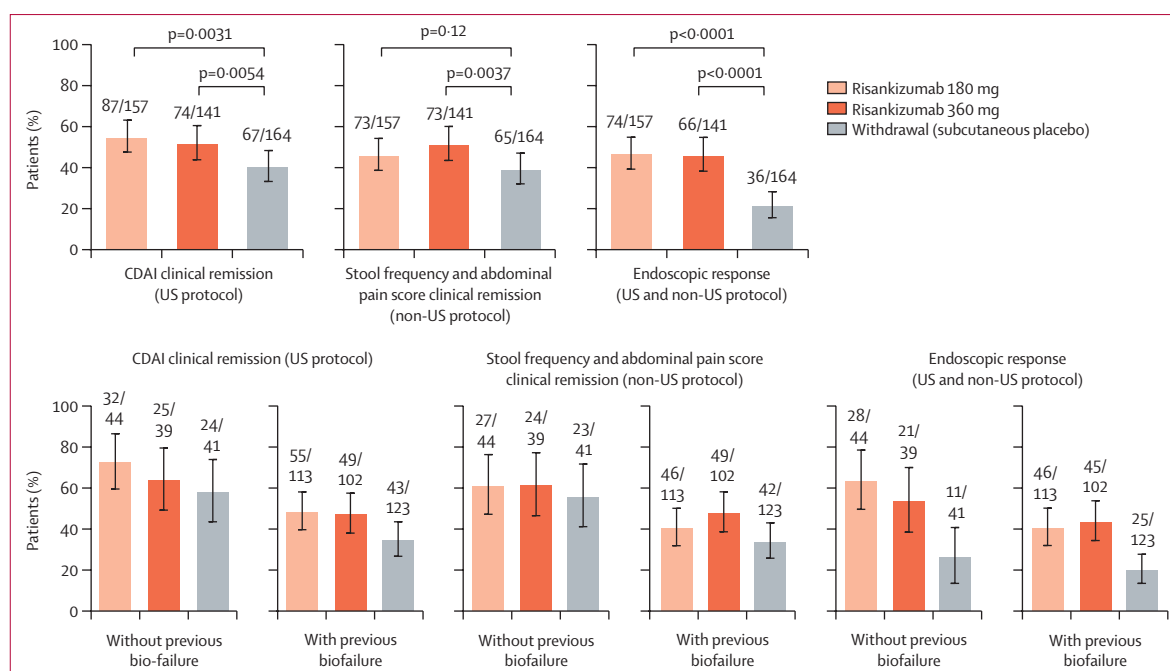 100
80
60
40
20
0
Patients (%)
p=0·0031
p=0·0054
87/157
74/141
67/164
CDAI clinical remission
(US protocol)
p=0·12
p=0·0037
73/157
73/141
65/164
Stool frequency and abdominal
pain score clinical remission
(non-US protocol)
p<0·0001
p<0·0001
74/157
66/141
36/164
Endoscopic response
(US and non-US protocol)
Risankizumab 180 mg
Risankizumab 360 mg
Withdrawal (subcutaneous placebo)
CDAI clinical remission (US protocol)
100
80
60
40
20
0
Patients (%)
32/
44
25/
39
24/
41
Without previous
bio-failure
55/
113
49/
102
43/
123
With previous
biofailure
Stool frequency and abdominal pain score
clinical remission (non-US protocol)
27/
44
24/
39
23/
41
Without previous
biofailure
46/
113
49/
102
42/
123
With previous
biofailure
Endoscopic response
(US and non-US protocol)
28/
44
21/
39
11/
41
Without previous
biofailure
46/
113
45/
102
25/
123
With previous
biofailure